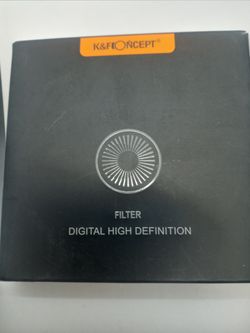 K&F CONCEPT®
FILTER
DIGITAL HIGH DEFINITION